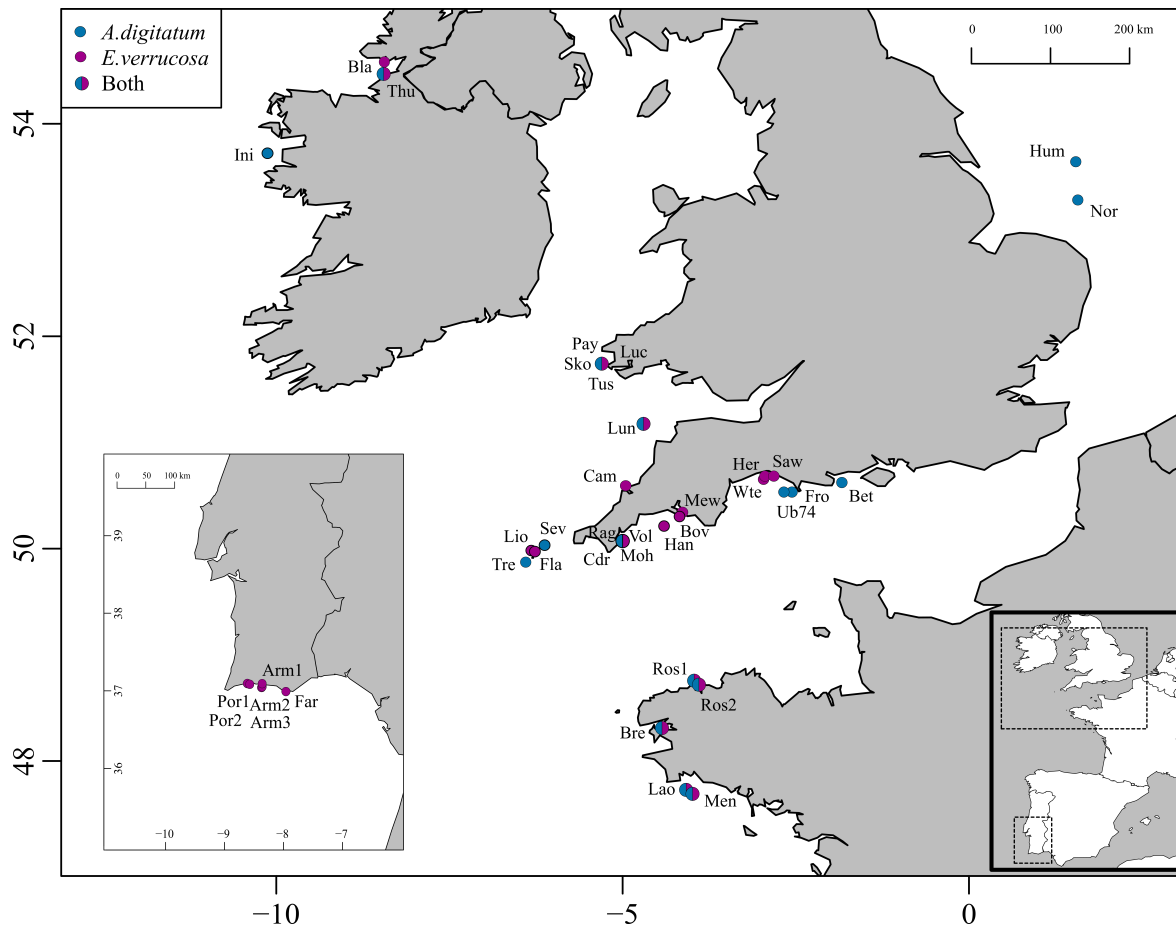 A.digitatum
E.verrucosa
Both
0 100 200 km
Bla
Thu
Ini
Hum
Nor
Pay
Luc
Sko
Tus
Lun
Cam
Her
Saw
Wte
Fro
Bet
Ub74
Mew
Bov
Han
Rag
Vol
Cdr
Moh
Lio
Sev
Tre
Fla
Ros1
Ros2
Bre
Lao
Men
0 50 100 km
39
38
37
36
Arm1
Por1
Arm2
Far
Por2
Arm3
−10 −9 −8 −7
54
52
50
48
−10 −5 0